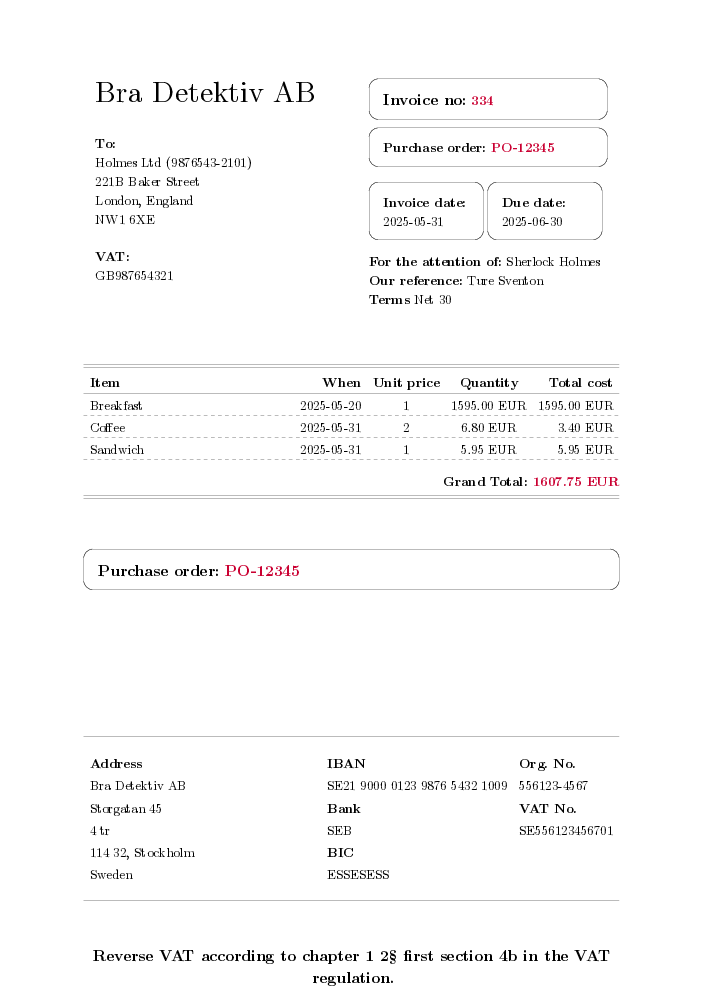 Bra Detektiv AB
Invoice no: 334
Purchase order: PO-12345
To:
Holmes Ltd (9876543-2101)
221B Baker Street
London, England
NW1 6XE
VAT:
GB987654321
Invoice date:
2025-05-31
Due date:
2025-06-30
For the attention of: Sherlock Holmes
Our reference: Ture Sventon
Terms Net 30
Item When Unit price Quantity Total cost
Breakfast 2025-05-20 1 1595.00 EUR 1595.00 EUR
Coffee 2025-05-31 2 6.80 EUR 3.40 EUR
Sandwich 2025-05-31 1 5.95 EUR 5.95 EUR
Grand Total: 1607.75 EUR
Purchase order: PO-12345
Address IBAN Org. No.
Bra Detektiv AB SE21 9000 0123 9876 5432 1009 556123-4567
Storgatan 45 Bank VAT No.
4 tr SEB SE556123456701
114 32, Stockholm BIC
Sweden ESSESESS
Reverse VAT according to chapter 1 2§ first section 4b in the VAT
regulation.